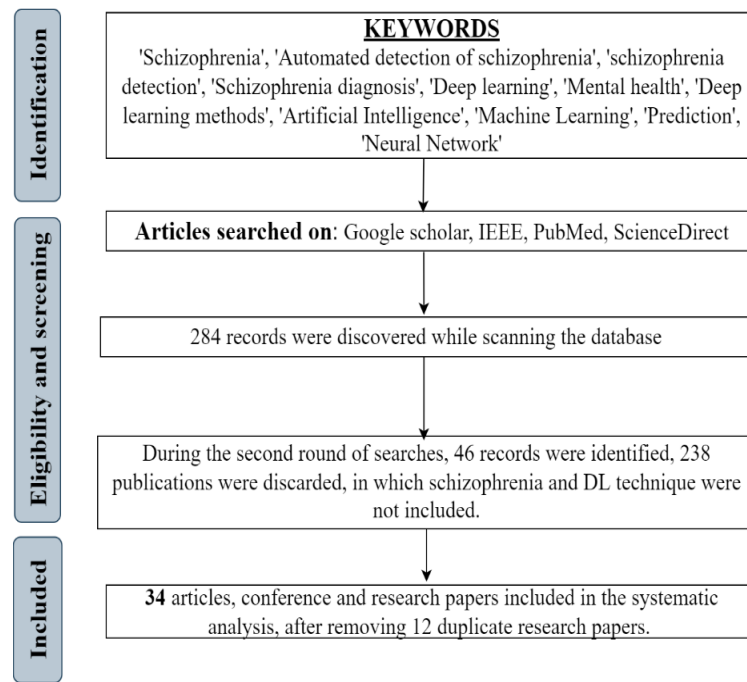 Identification
KEYWORDS
'Schizophrenia', 'Automated detection of schizophrenia', 'schizophrenia
detection', 'Schizophrenia diagnosis', 'Deep learning', 'Mental health', 'Deep
learning methods', 'Artificial Intelligence', 'Machine Learning', 'Prediction',
'Neural Network'
Eligibility and screening
Articles searched on: Google scholar, IEEE, PubMed, ScienceDirect
284 records were discovered while scanning the database
During the second round of searches, 46 records were identified, 238
publications were discarded, in which schizophrenia and DL technique were
not included.
Included
34 articles, conference and research papers included in the systematic
analysis, after removing 12 duplicate research papers.